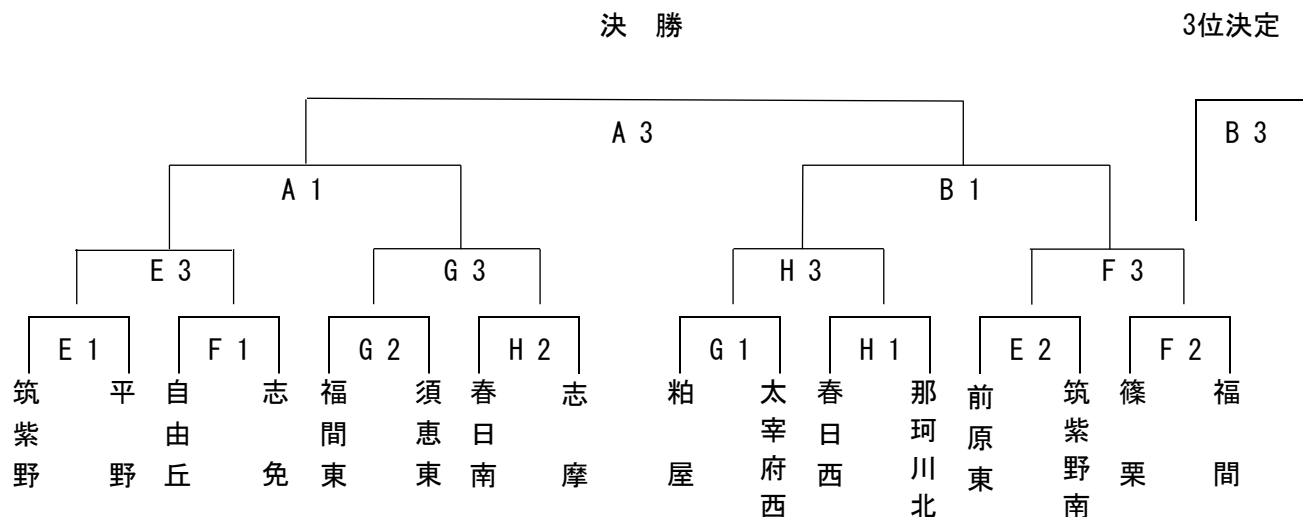 決　勝
3位決定
A 3
B 3
A 1
B 1
E 3
G 3
H 3
F 3
E 1
F 1
G 2
H 2
G 1
H 1
E 2
F 2
筑紫野
平野
自由丘
志免
福間東
須恵東
春日南
志摩
粕屋
太宰府西
春日西
那珂川北
前原東
筑紫野南
篠栗
福間